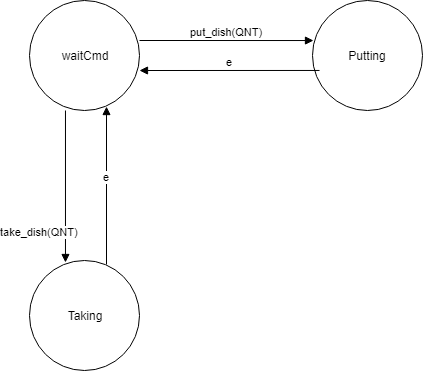 put_dish(QNT)
waitCmd
Putting
e
e
take_dish(QNT)
Taking